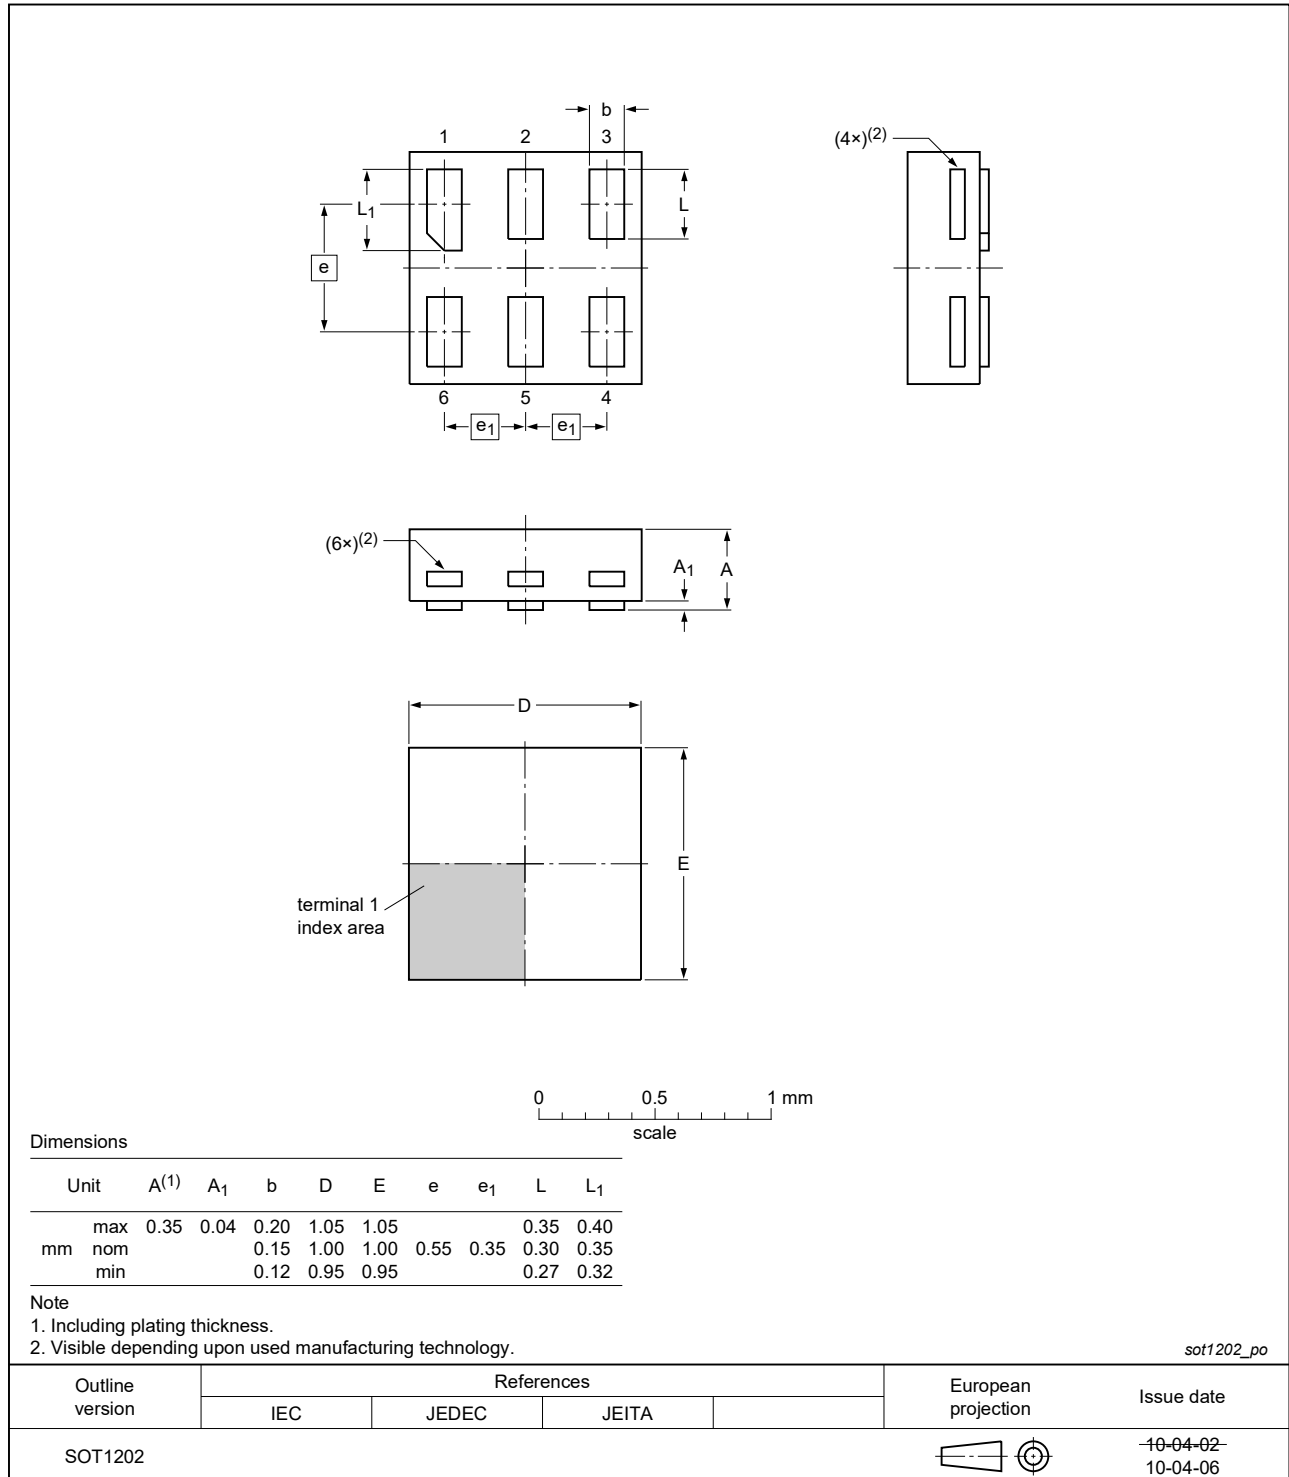 b
1 2 3
(4×)(2)
L1
L
e
6 5 4
e1 e1
(6×)(2)
A1 A
D
E
terminal 1
index area
0 0.5 1 mm
scale
Dimensions
Unit A(1) A1 b D E e e1 L L1
max 0.35 0.04 0.20 1.05 1.05 0.35 0.40
mm nom 0.15 1.00 1.00 0.55 0.35 0.30 0.35
min 0.12 0.95 0.95 0.27 0.32
Note
1. Including plating thickness.
2. Visible depending upon used manufacturing technology.
sot1202_po
Outline version References European projection Issue date
IEC JEDEC JEITA
SOT1202
10-04-02
10-04-06